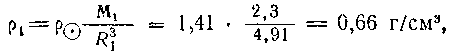 ρ₁ = ρ☉ M₁/R₁³ = 1,41 · 2,3/4,91 = 0,66 г/см³,